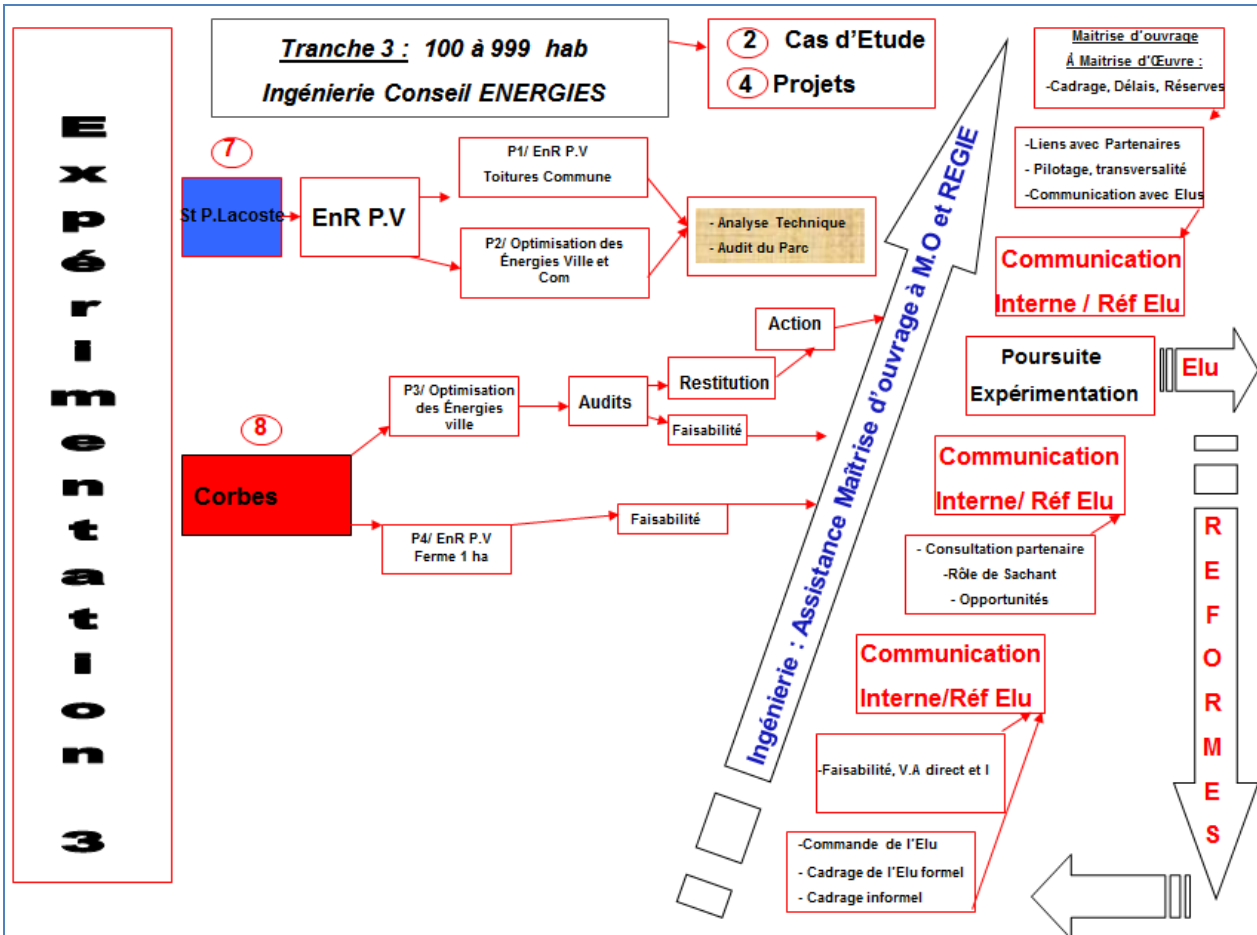 Expérimentation 3
Tranche 3 : 100 à 999 hab
Ingénierie Conseil ENERGIES
2 Cas d'Etude
4 Projets
7
St P.Lacoste
EnR P.V
P1/ EnR P.V
Toitures Commune
P2/ Optimisation des
Énergies Ville et
Com
- Analyse Technique
- Audit du Parc
8
Corbes
P3/ Optimisation
des Énergies
ville
Audits
Restitution
Action
Faisabilité
P4/ EnR P.V
Ferme 1 ha
Faisabilité
Ingénierie : Assistance Maîtrise d'ouvrage à M.O et REGIE
Maitrise d'ouvrage
À Maitrise d'Œuvre :
-Cadrage, Délais, Réserves
-Liens avec Partenaires
- Pilotage, transversalité
-Communication avec Elus
Communication
Interne / Réf Elu
Poursuite
Expérimentation
Elu
Communication
Interne/ Réf Elu
- Consultation partenaire
-Rôle de Sachant
- Opportunités
Communication
Interne/Réf Elu
-Faisabilité, V.A direct et I
-Commande de l'Elu
- Cadrage de l'Elu formel
- Cadrage informel
REFORMES